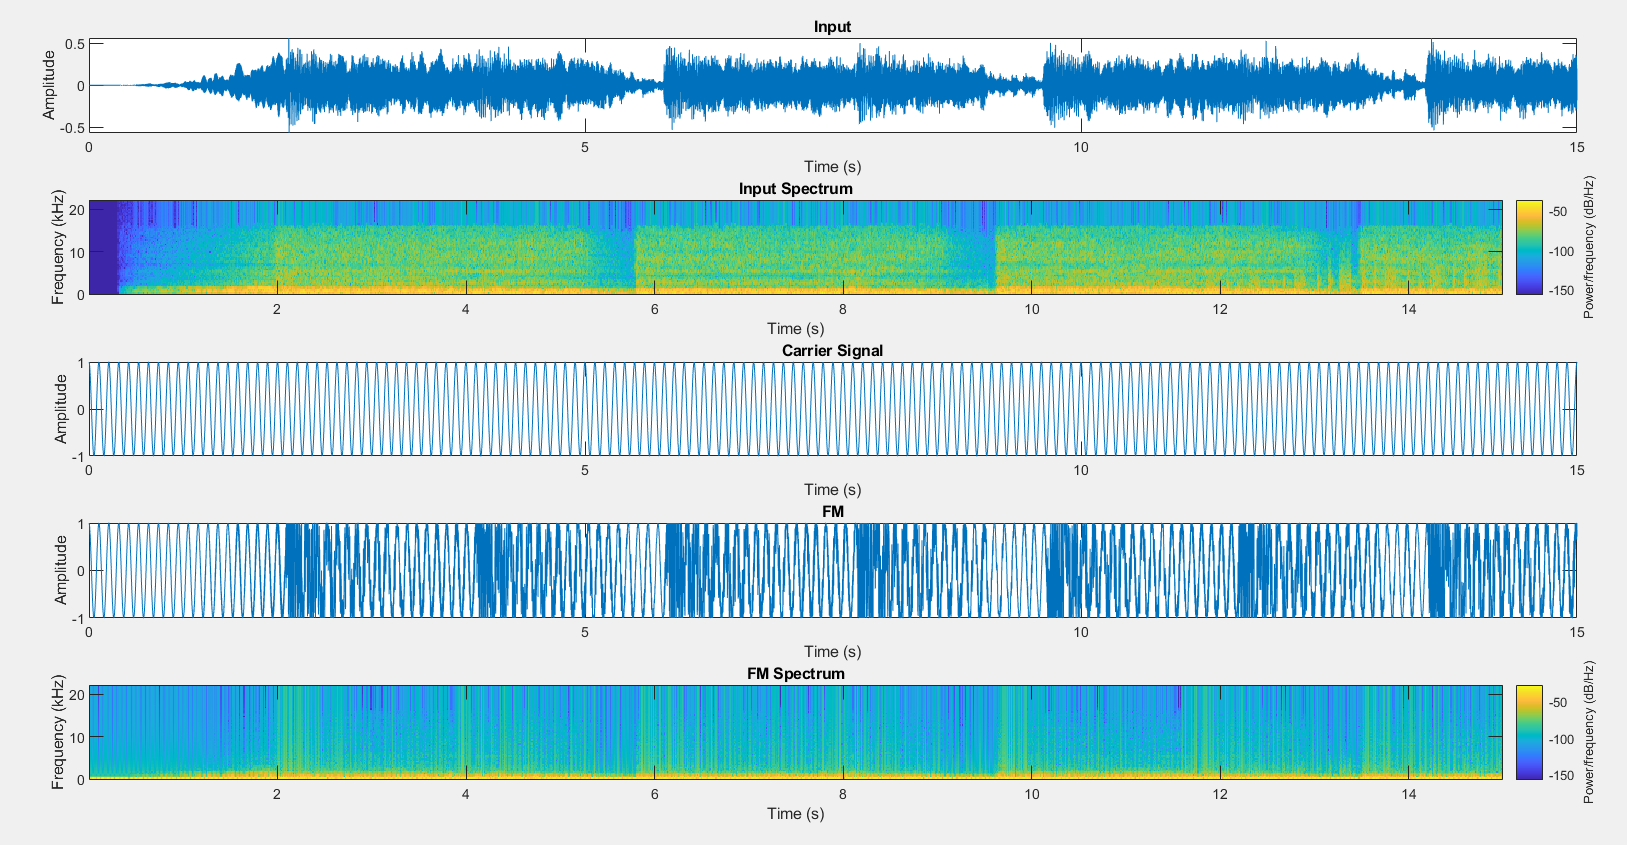 Input
Amplitude
0.5
0
-0.5
0 5 10 15
Time (s)
Input Spectrum
Frequency (kHz)
20
10
0
2 4 6 8 10 12 14
Time (s)
-50
-100
-150
Power/frequency (dB/Hz)
Carrier Signal
Amplitude
1
0
-1
0 5 10 15
Time (s)
FM
Amplitude
1
0
-1
0 5 10 15
Time (s)
FM Spectrum
Frequency (kHz)
20
10
0
2 4 6 8 10 12 14
Time (s)
-50
-100
-150
Power/frequency (dB/Hz)